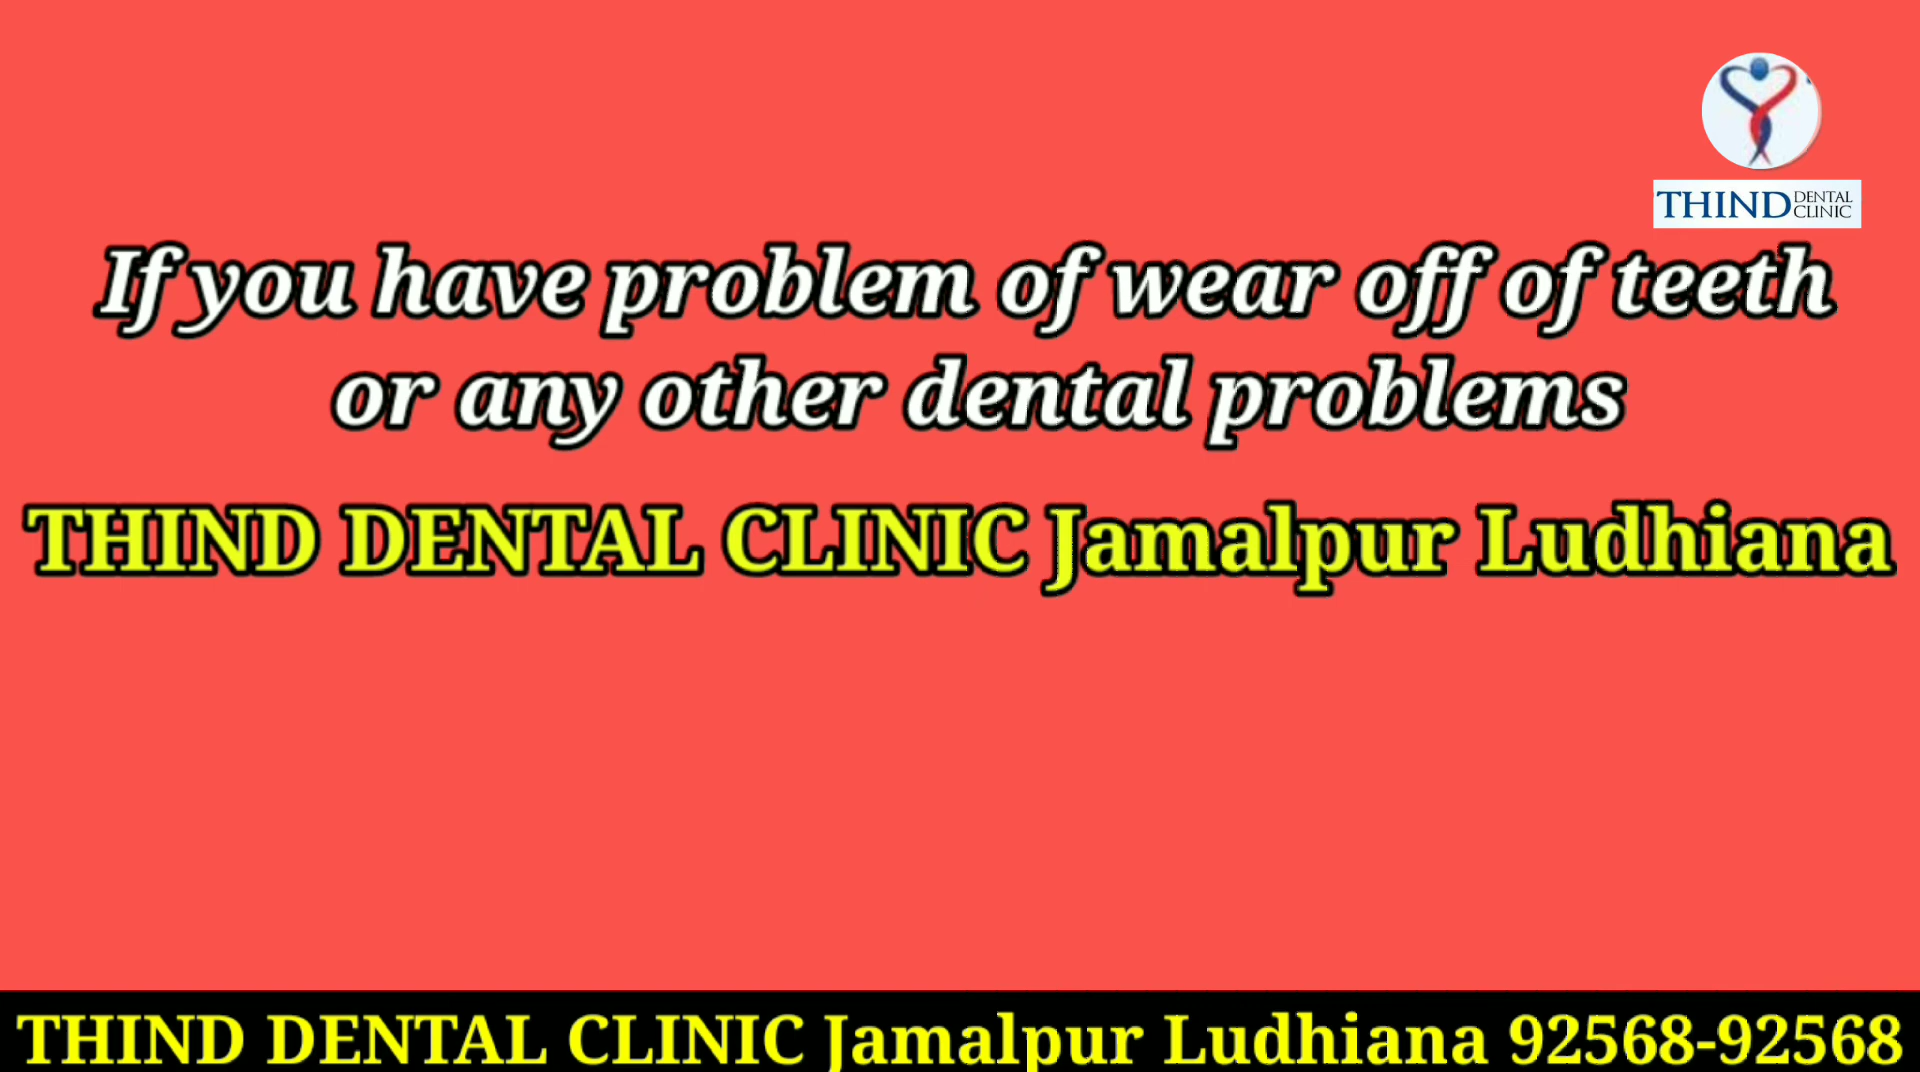 THIND DENTAL CLINIC
If you have problem of wear off of teeth
or any other dental problems
THIND DENTAL CLINIC Jamalpur Ludhiana
THIND DENTAL CLINIC Jamalpur Ludhiana 92568-92568